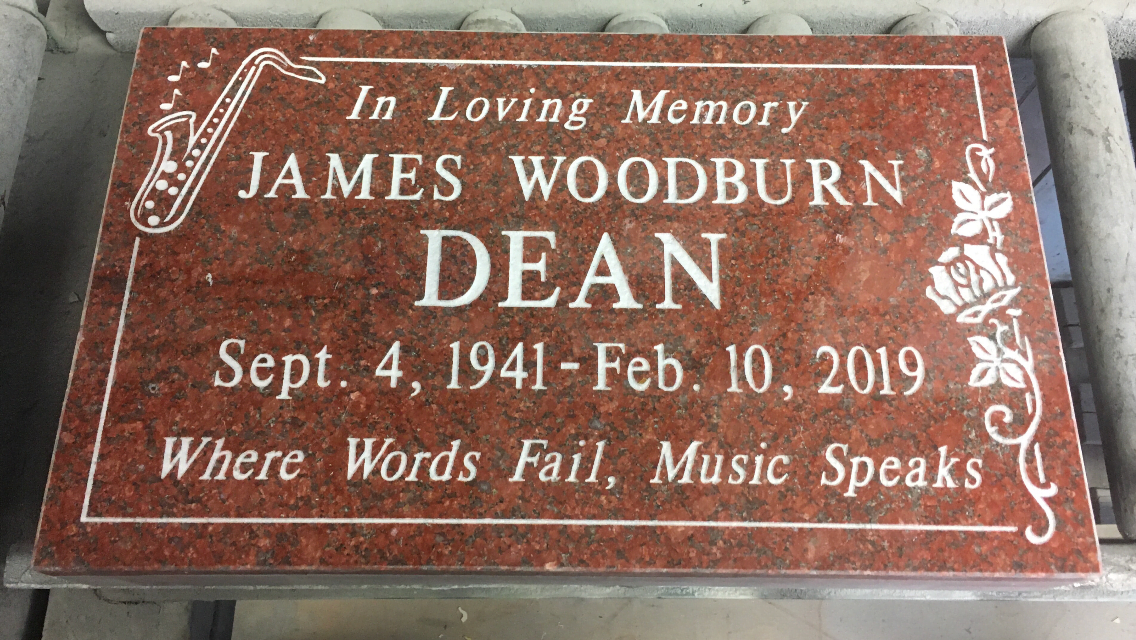 In Loving Memory
JAMES WOODBURN
DEAN
Sept. 4, 1941 - Feb. 10, 2019
Where Words Fail, Music Speaks